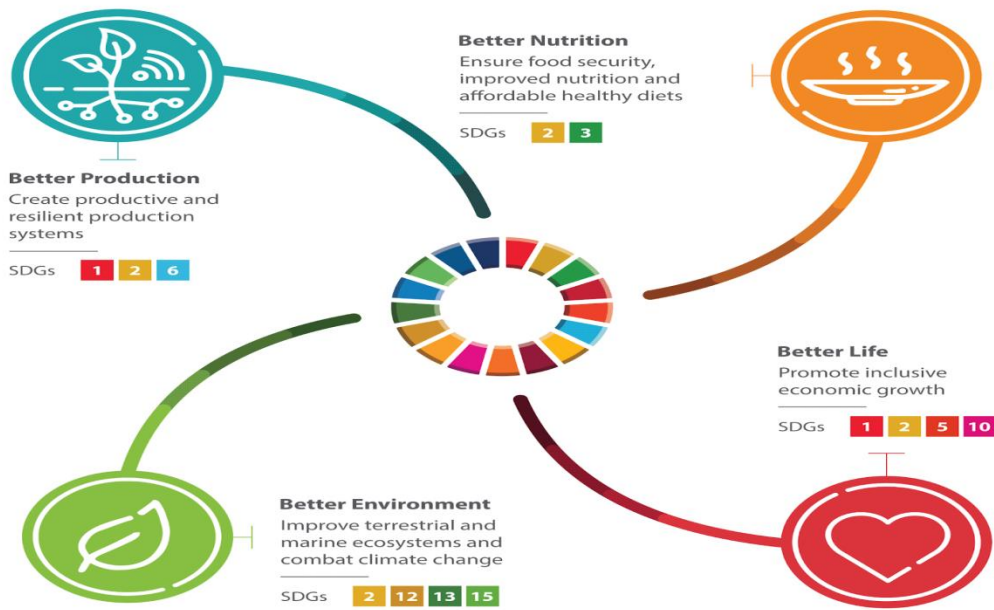 Better Production
Create productive and
resilient production
systems
SDGs 1 2 6
Better Nutrition
Ensure food security,
improved nutrition and
affordable healthy diets
SDGs 2 3
Better Environment
Improve terrestrial and
marine ecosystems and
combat climate change
SDGs 2 12 13 15
Better Life
Promote inclusive
economic growth
SDGs 1 2 5 10